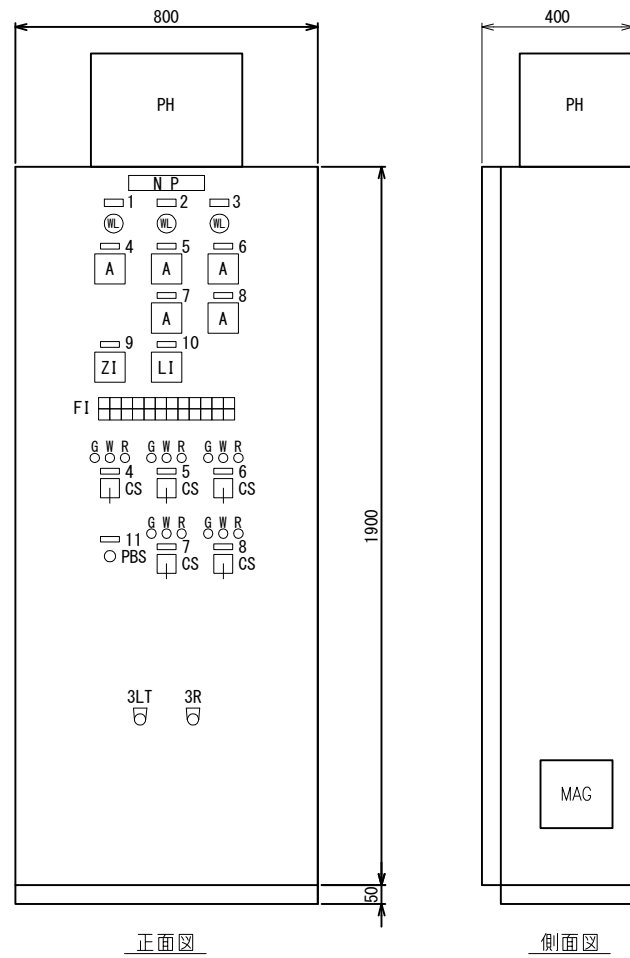 800
400
PH
PH
NP
1 2 3
WL WL WL
4 5 6
A A A
7 8
A A
9 10
ZI LI
FI
G W R G W R G W R
4 5 6
CS CS CS
G W R G W R
11 7 8
PBS CS CS
1900
3LT 3R
MAG
50
正面図
側面図